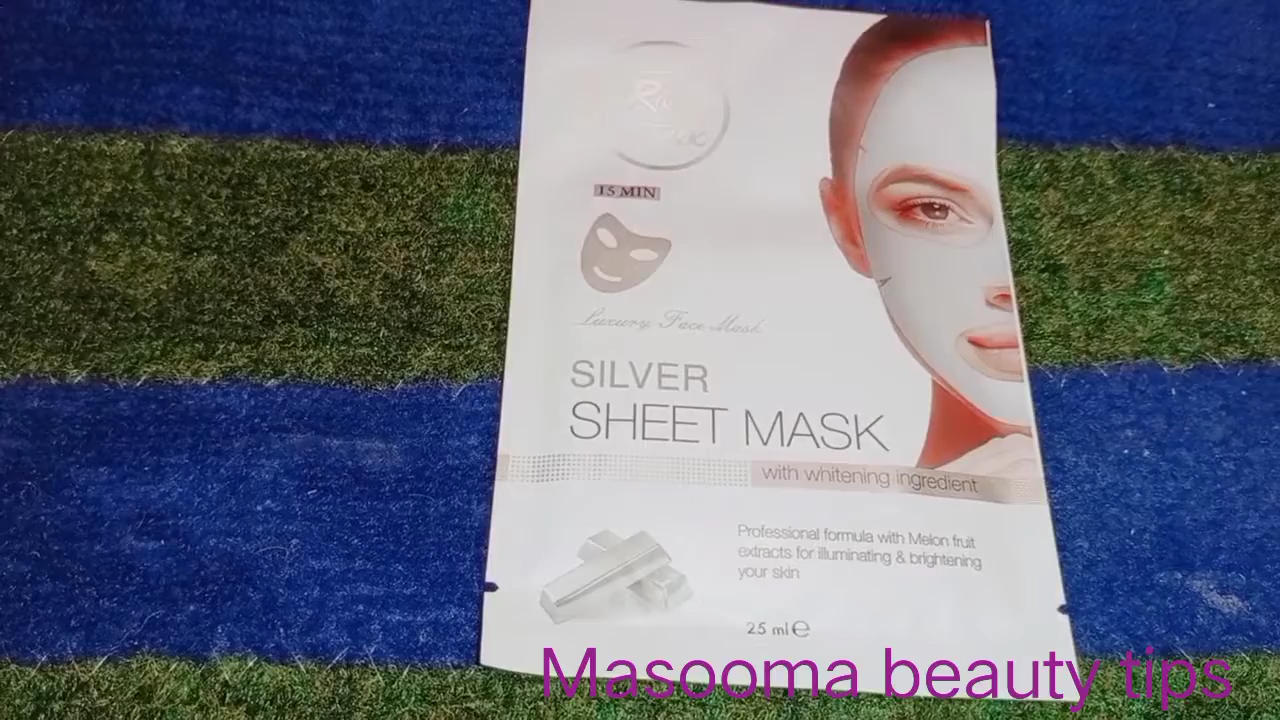 15 MIN
Luxury Face Mask
SILVER
SHEET MASK
with whitening ingredient
Professional formula with Melon fruit
extracts for illuminating & brightening
your skin
25 ml e
Masooma beauty tips